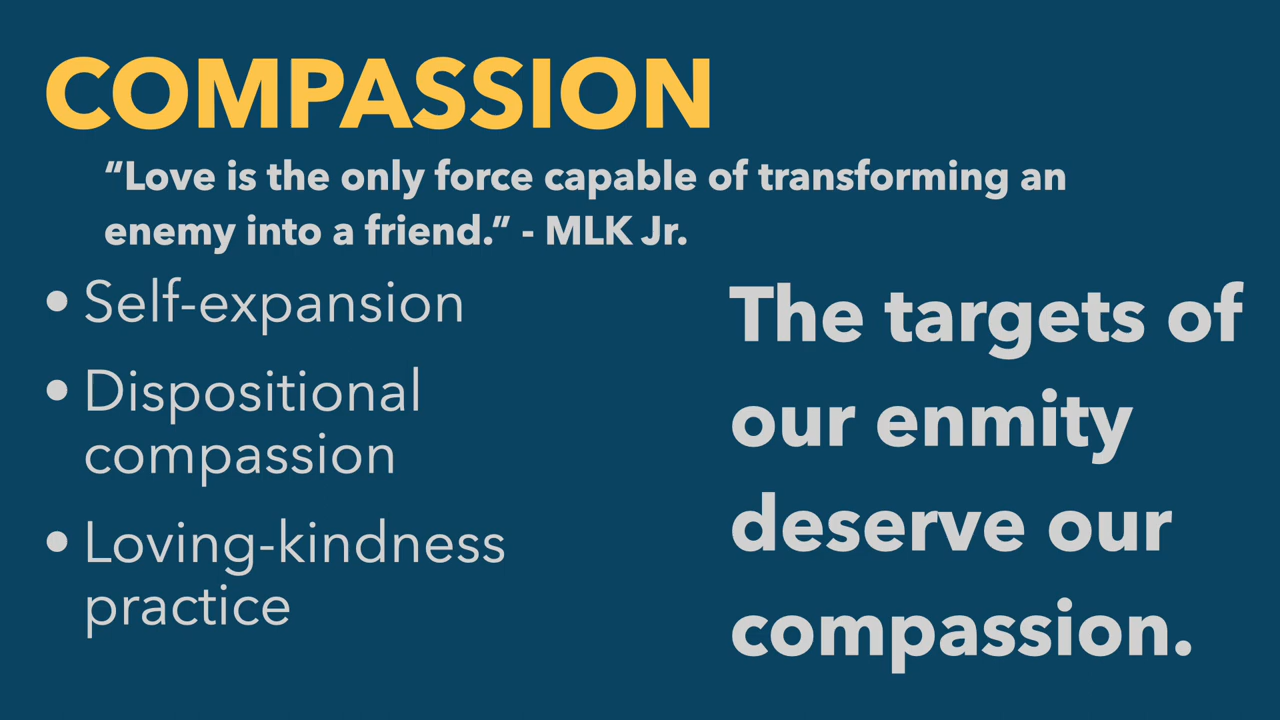 COMPASSION
“Love is the only force capable of transforming an
enemy into a friend.” - MLK Jr.
• Self-expansion
• Dispositional
compassion
• Loving-kindness
practice
The targets of
our enmity
deserve our
compassion.